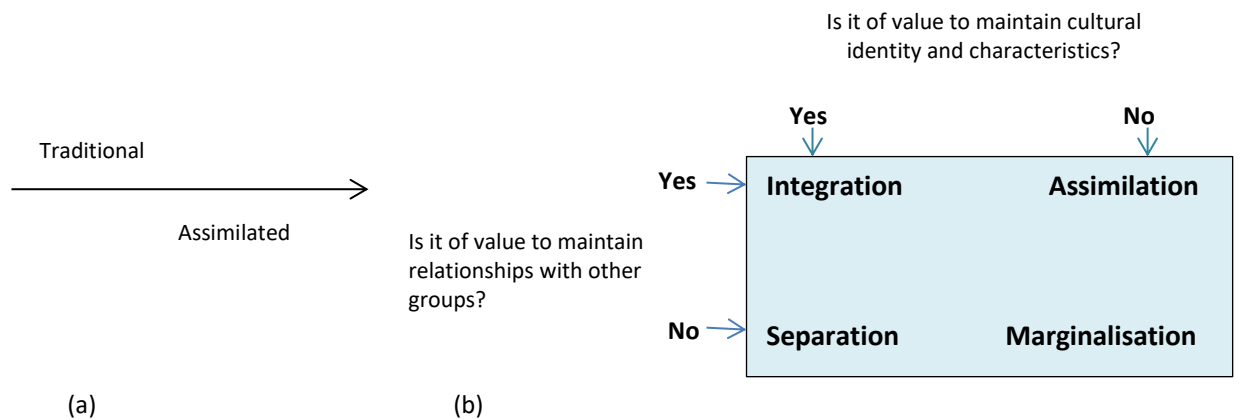 Is it of value to maintain cultural
identity and characteristics?
Yes No
Traditional
Yes Integration Assimilation
Assimilated
Is it of value to maintain
relationships with other
groups?
No Separation Marginalisation
(a) (b)